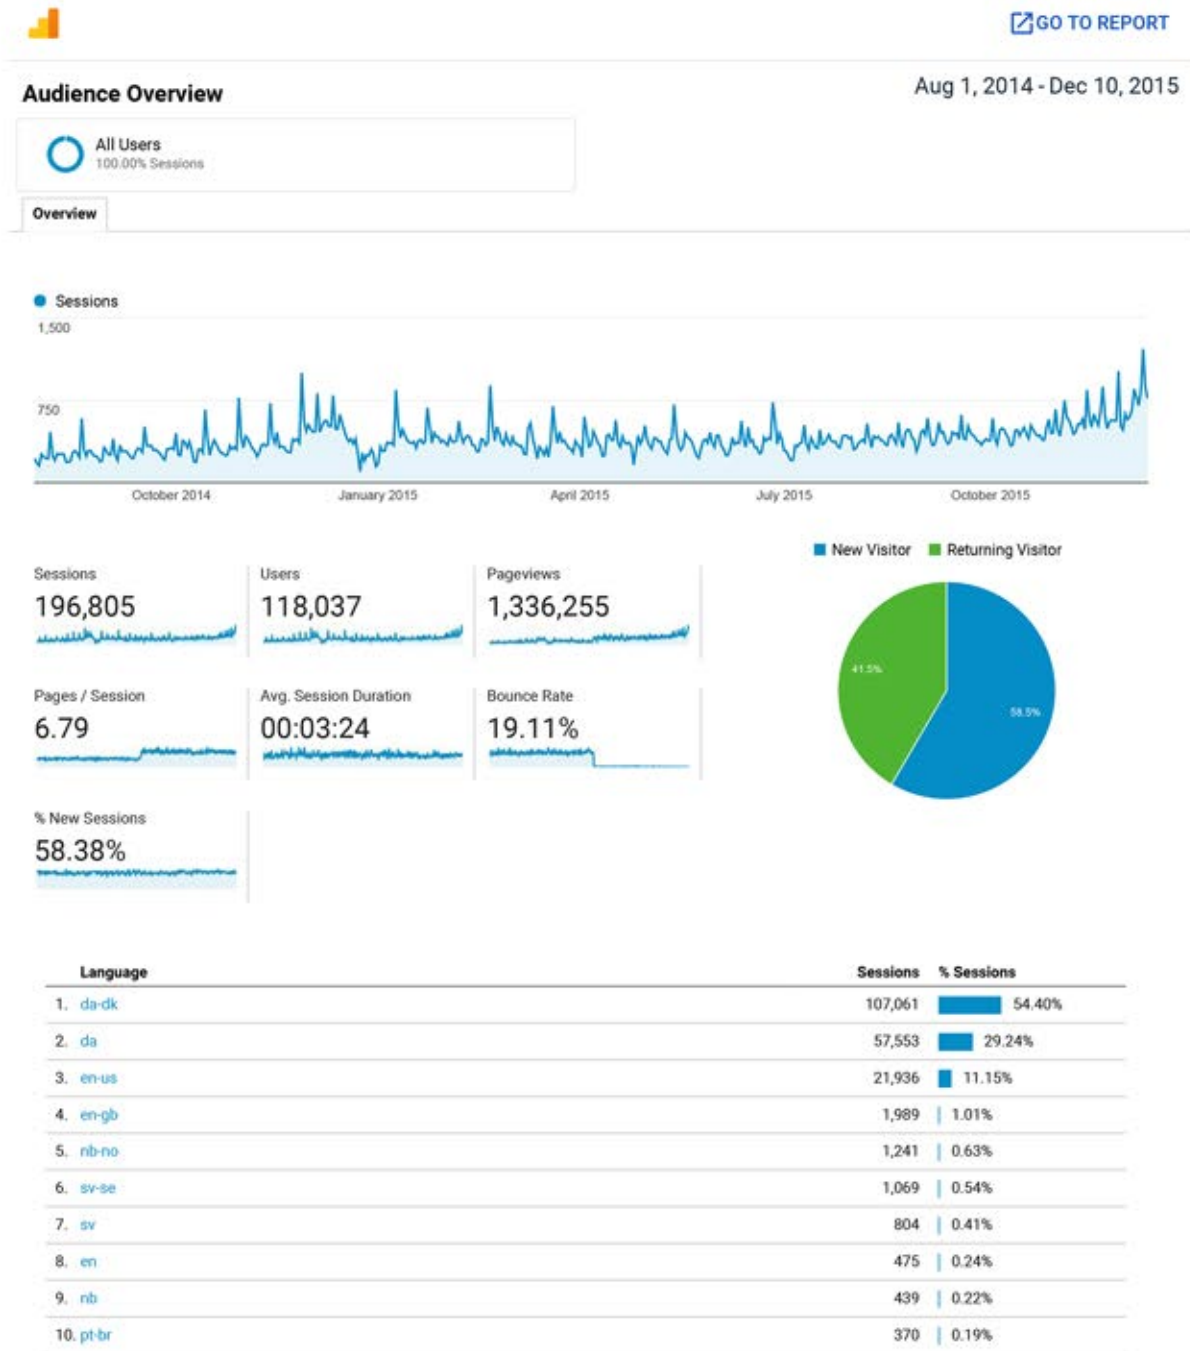 GO TO REPORT
Audience Overview
Aug 1, 2014 - Dec 10, 2015
All Users
100.00% Sessions
Overview
Sessions
1,500
750
October 2014 January 2015 April 2015 July 2015 October 2015
New Visitor Returning Visitor
41.5%
58.5%
Sessions
196,805
Users
118,037
Pageviews
1,336,255
Pages / Session
6.79
Avg. Session Duration
00:03:24
Bounce Rate
19.11%
% New Sessions
58.38%
Language Sessions % Sessions
1. da-dk 107,061 54.40%
2. da 57,553 29.24%
3. en-us 21,936 11.15%
4. en-gb 1,989 1.01%
5. nb-no 1,241 0.63%
6. sv-se 1,069 0.54%
7. sv 804 0.41%
8. en 475 0.24%
9. nb 439 0.22%
10. pt-br 370 0.19%